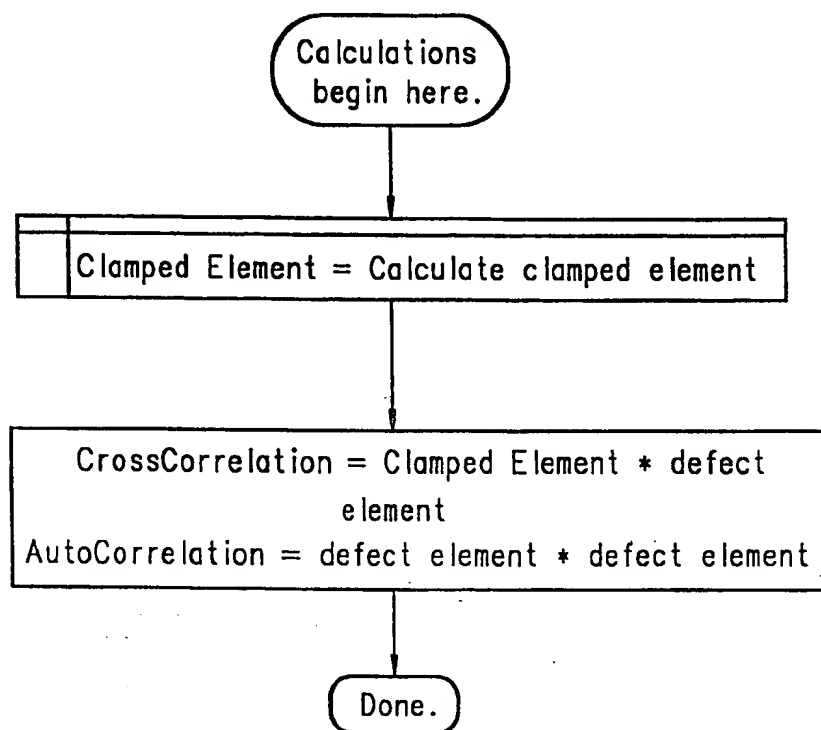 Calculations
begin here.
Clamped Element = Calculate clamped element
CrossCorrelation = Clamped Element * defect
element
AutoCorrelation = defect element * defect element
Done.